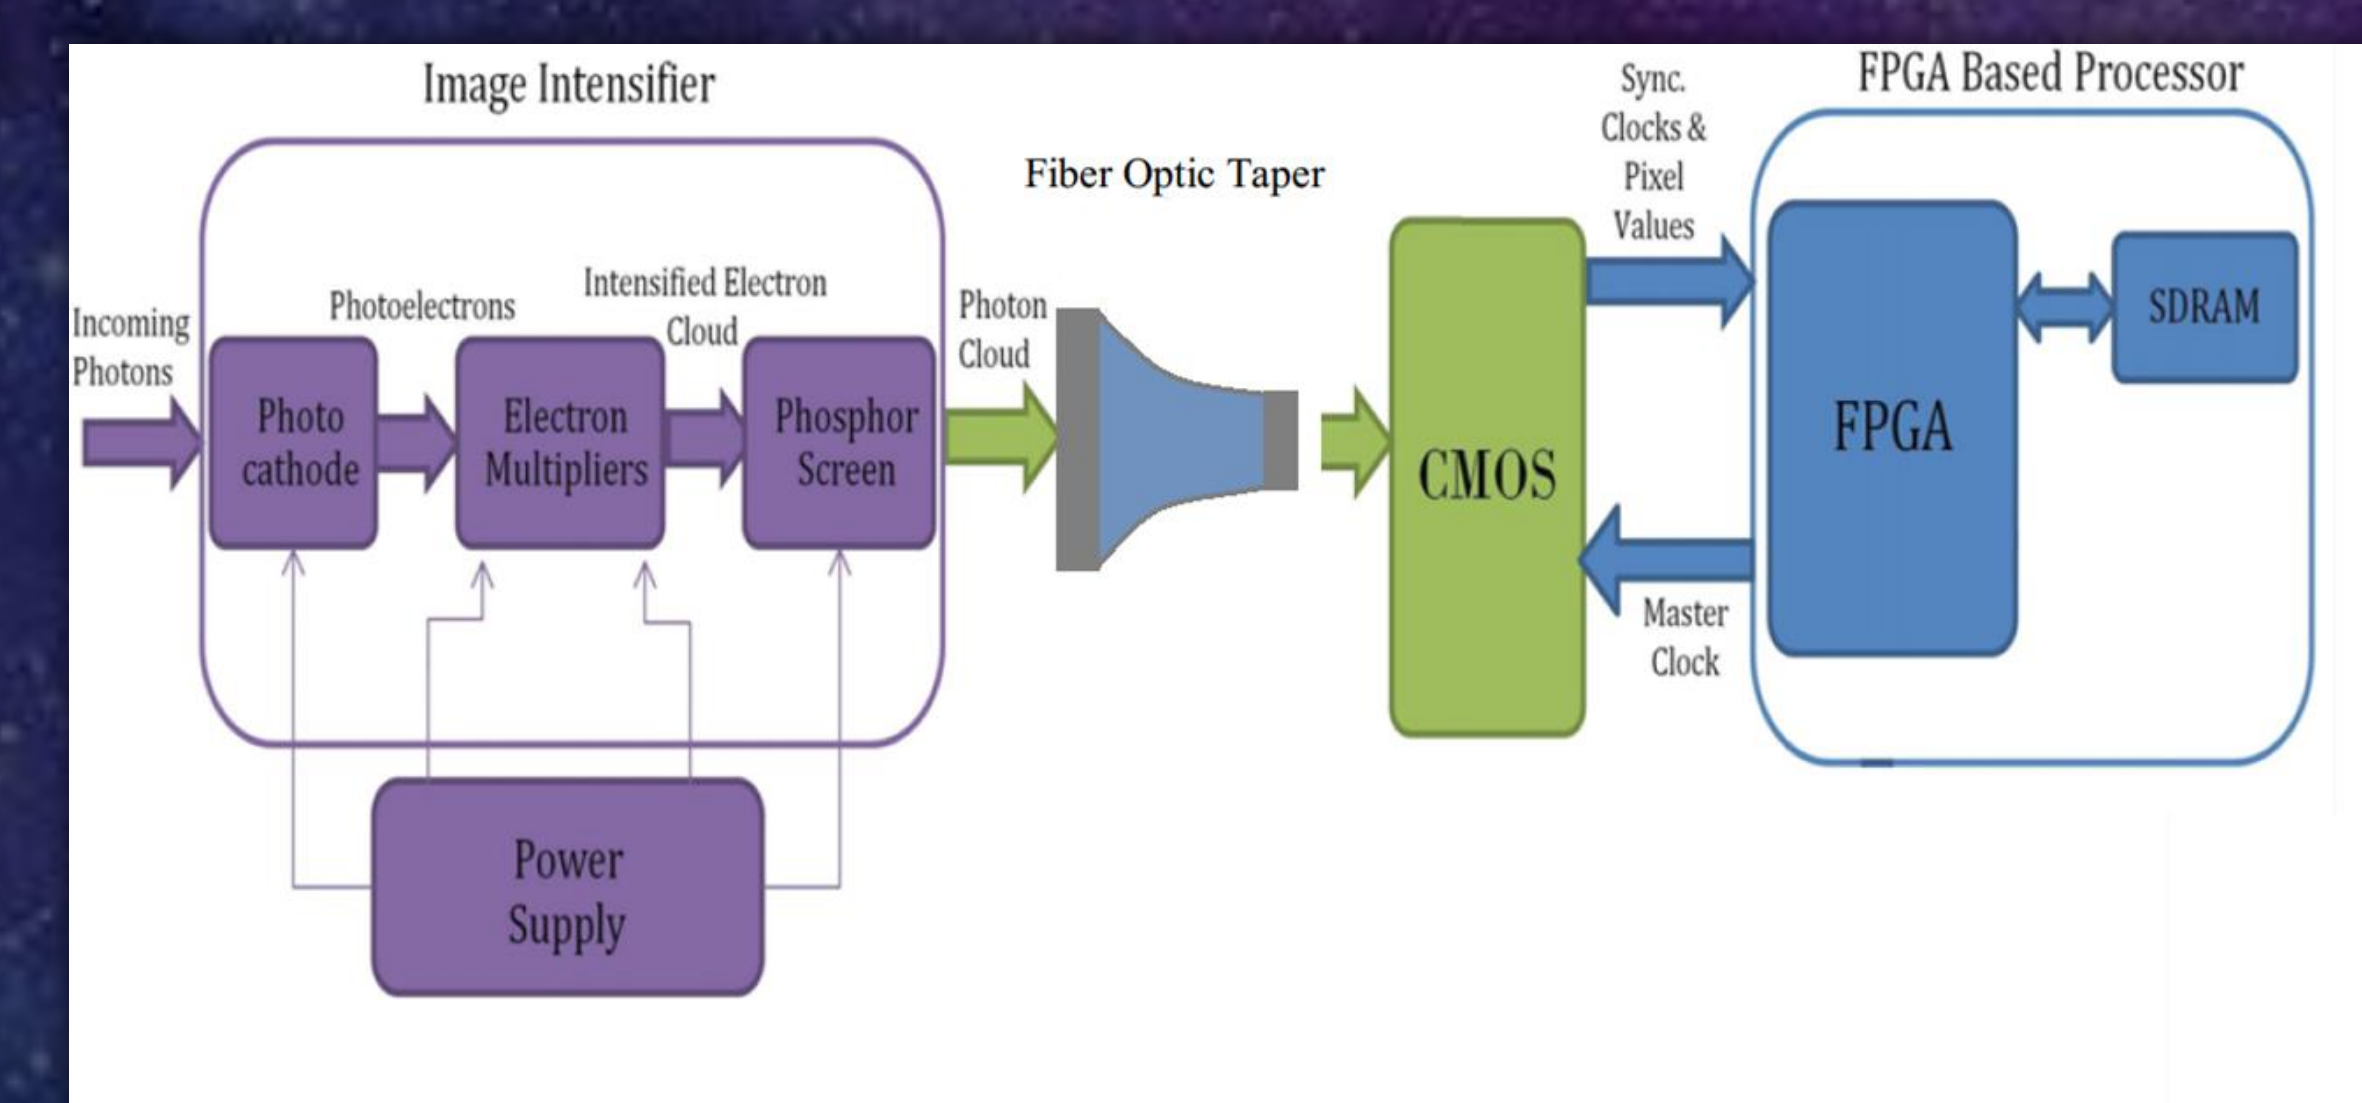 Image Intensifier
Incoming
Photons
Photo
cathode
Photoelectrons
Electron
Multipliers
Intensified Electron
Cloud
Phosphor
Screen
Power
Supply
Photon
Cloud
Fiber Optic Taper
CMOS
Sync.
Clocks &
Pixel
Values
Master
Clock
FPGA Based Processor
FPGA
SDRAM